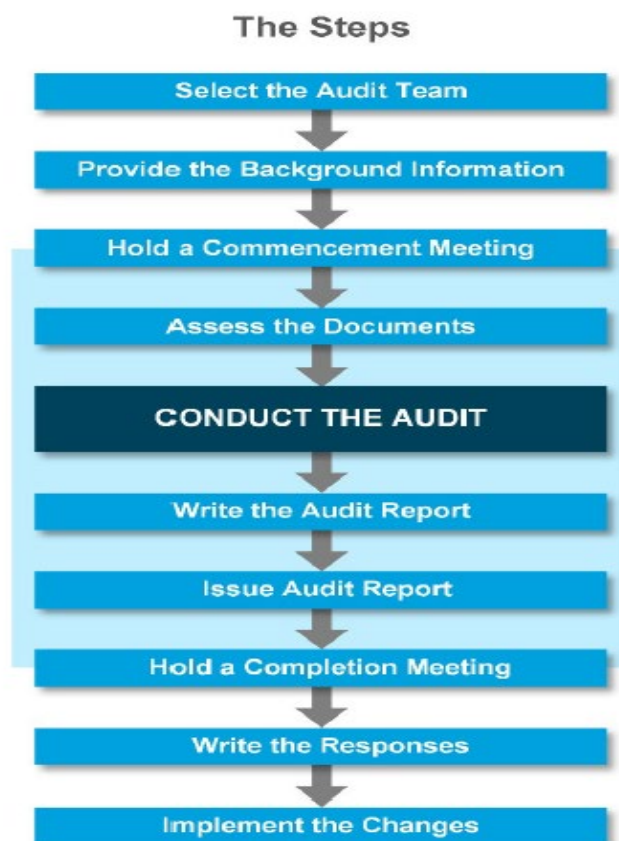 The Steps
Select the Audit Team
Provide the Background Information
Hold a Commencement Meeting
Assess the Documents
CONDUCT THE AUDIT
Write the Audit Report
Issue Audit Report
Hold a Completion Meeting
Write the Responses
Implement the Changes